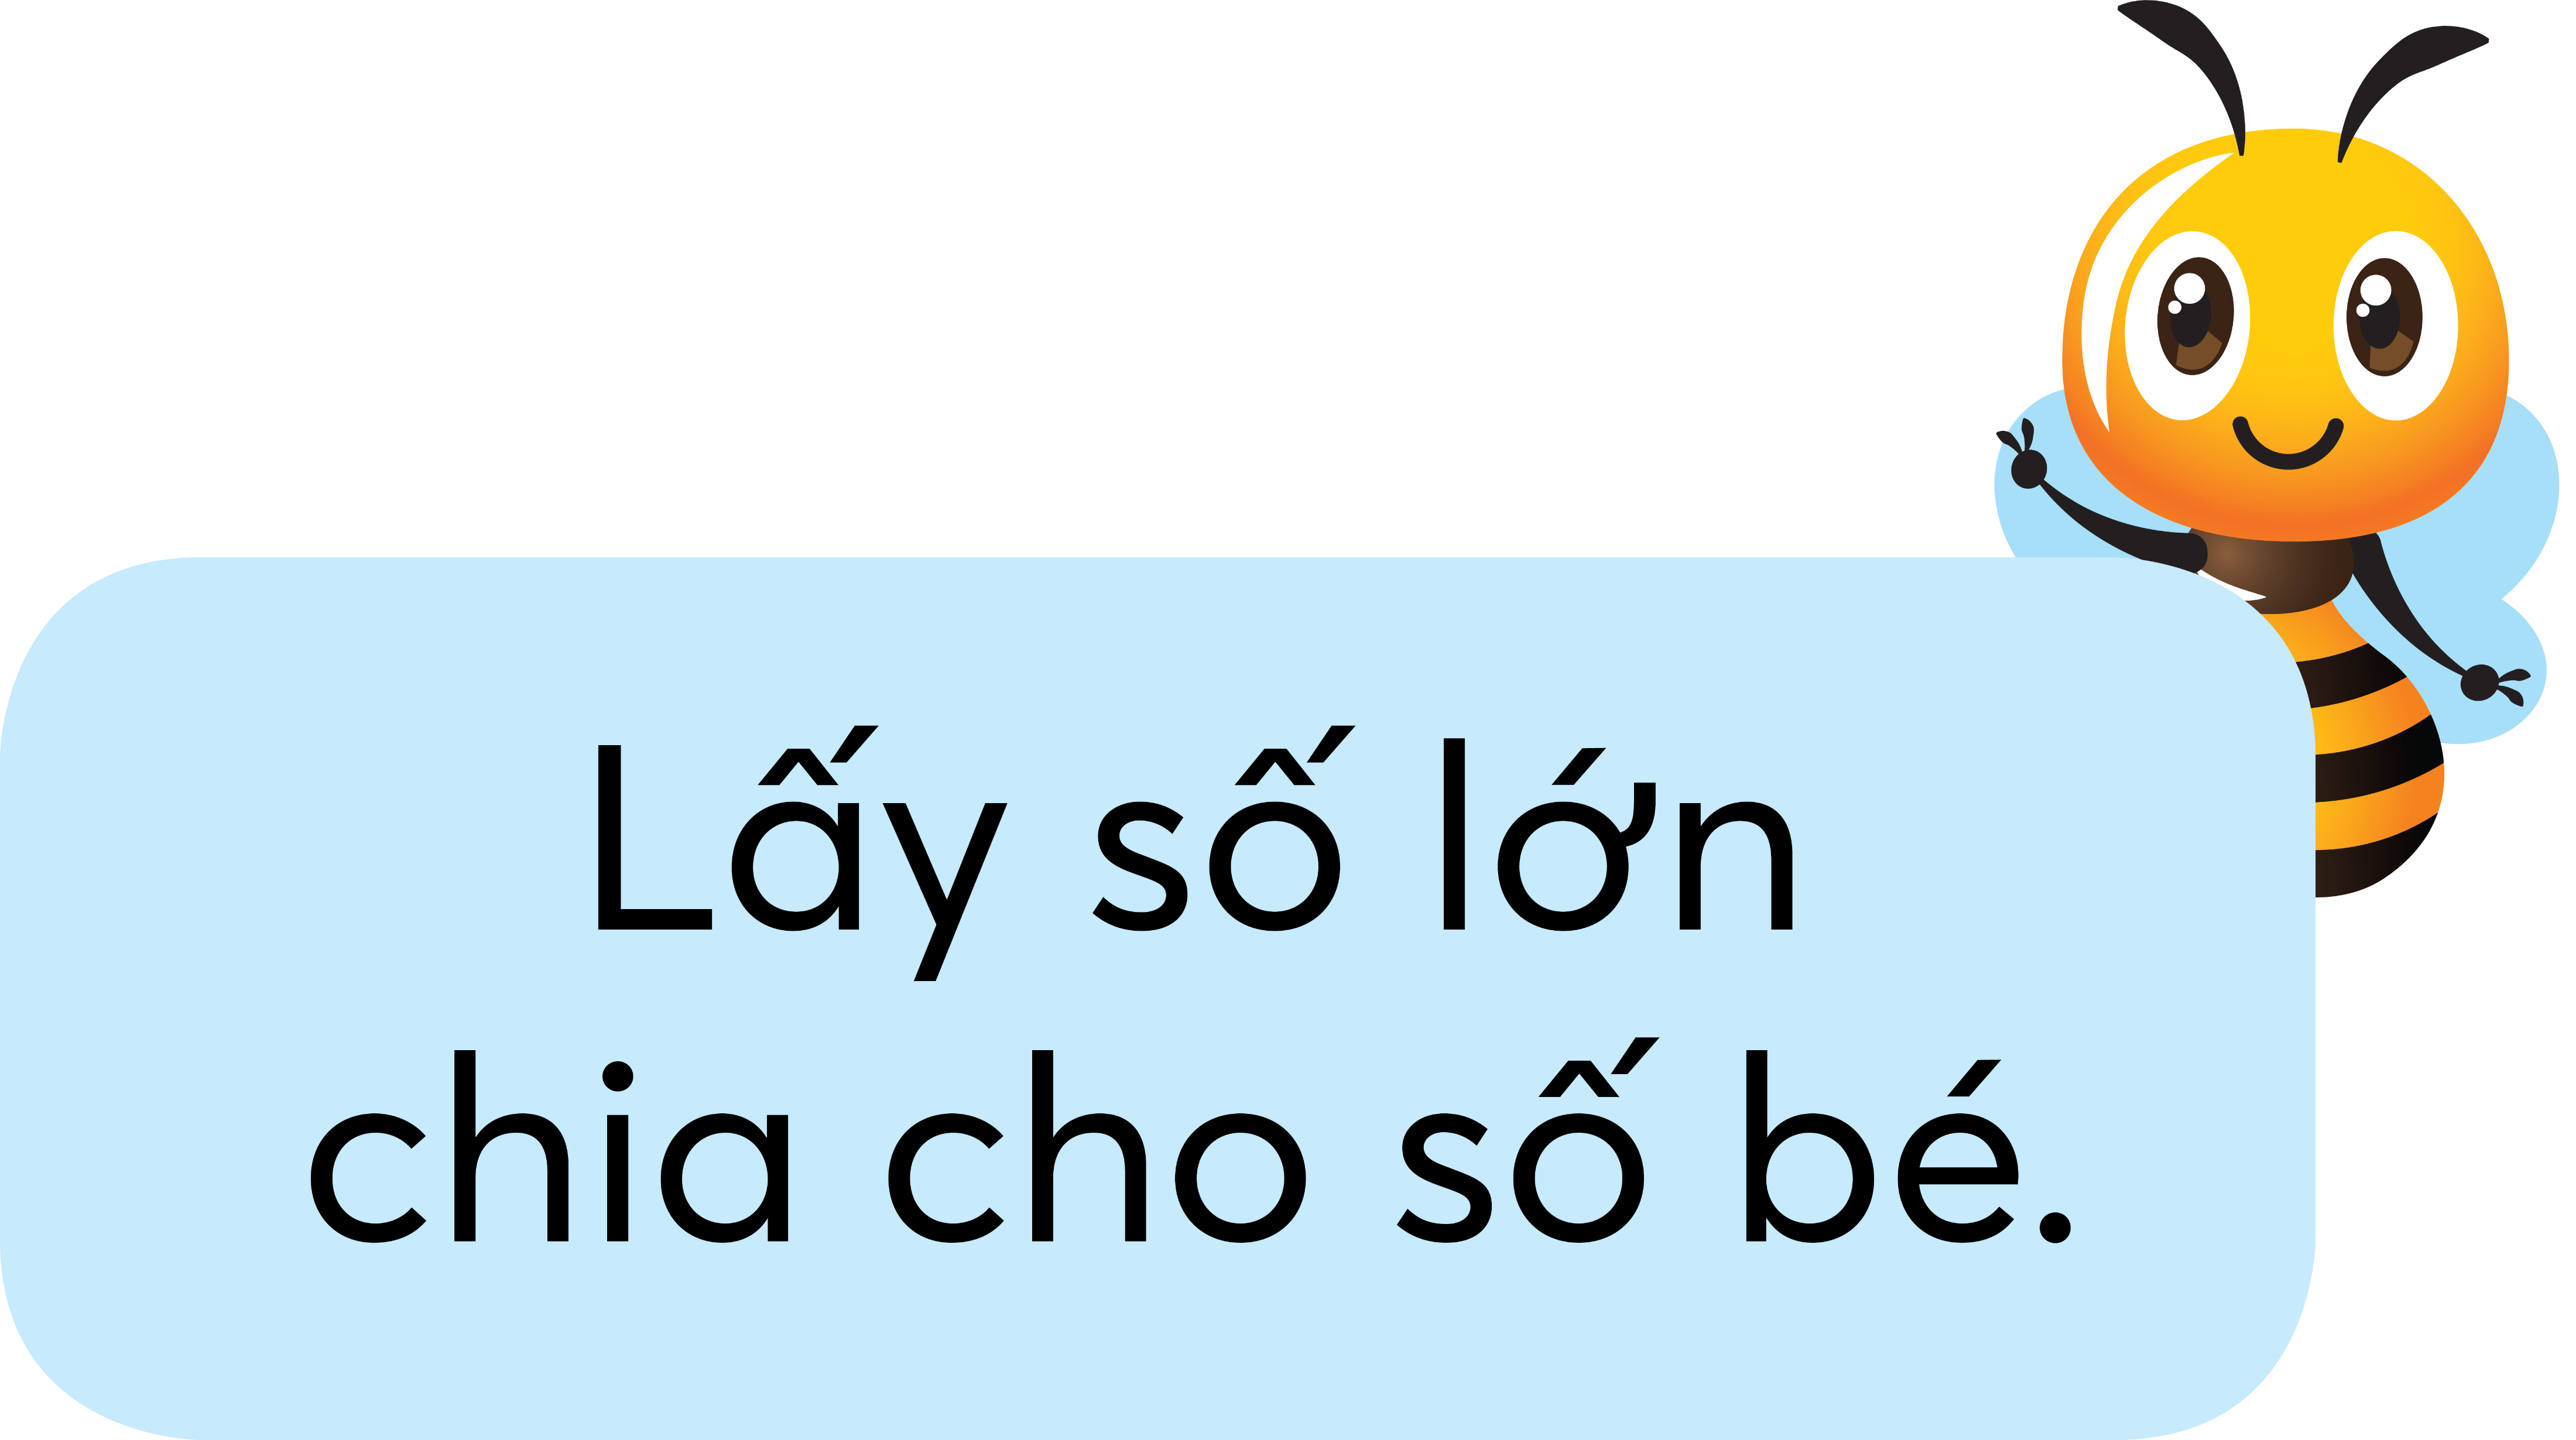 Lấy số lớn
chia cho số bé.